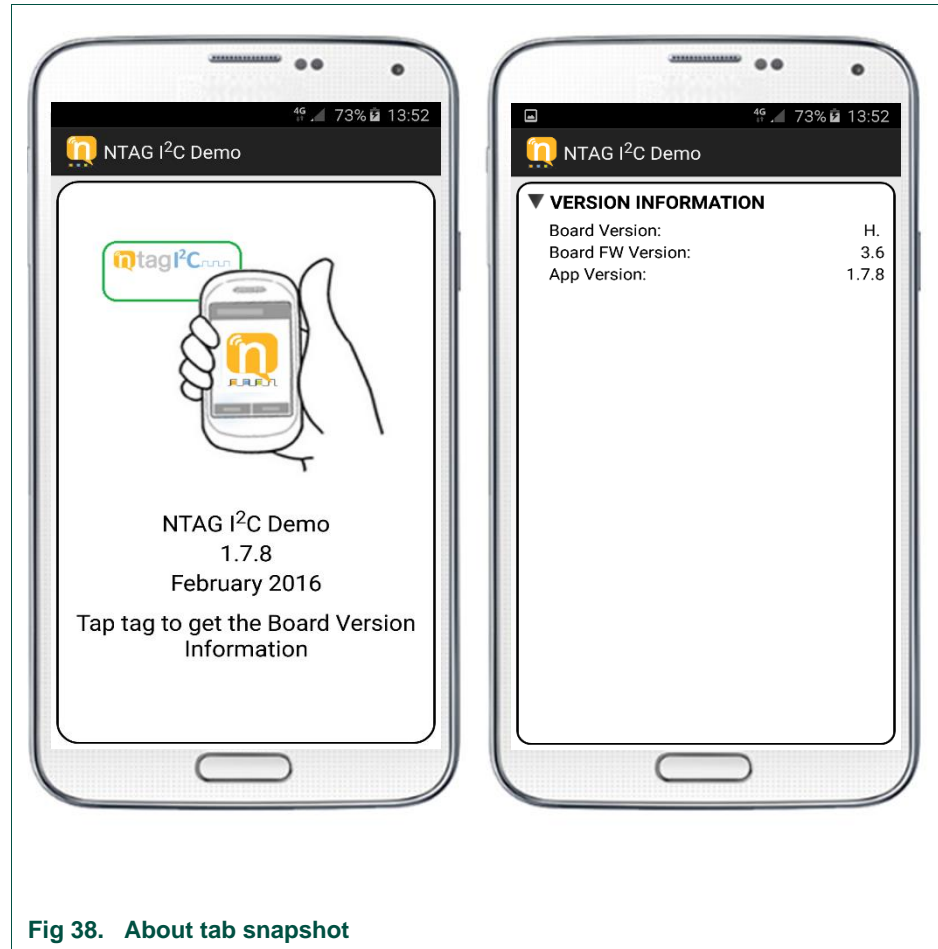 4G 73% 13:52
NTAG I²C Demo
ntag I²C
n
NTAG I²C Demo
1.7.8
February 2016
Tap tag to get the Board Version
Information
4G 73% 13:52
NTAG I²C Demo
VERSION INFORMATION
Board Version: H.
Board FW Version: 3.6
App Version: 1.7.8
Fig 38. About tab snapshot